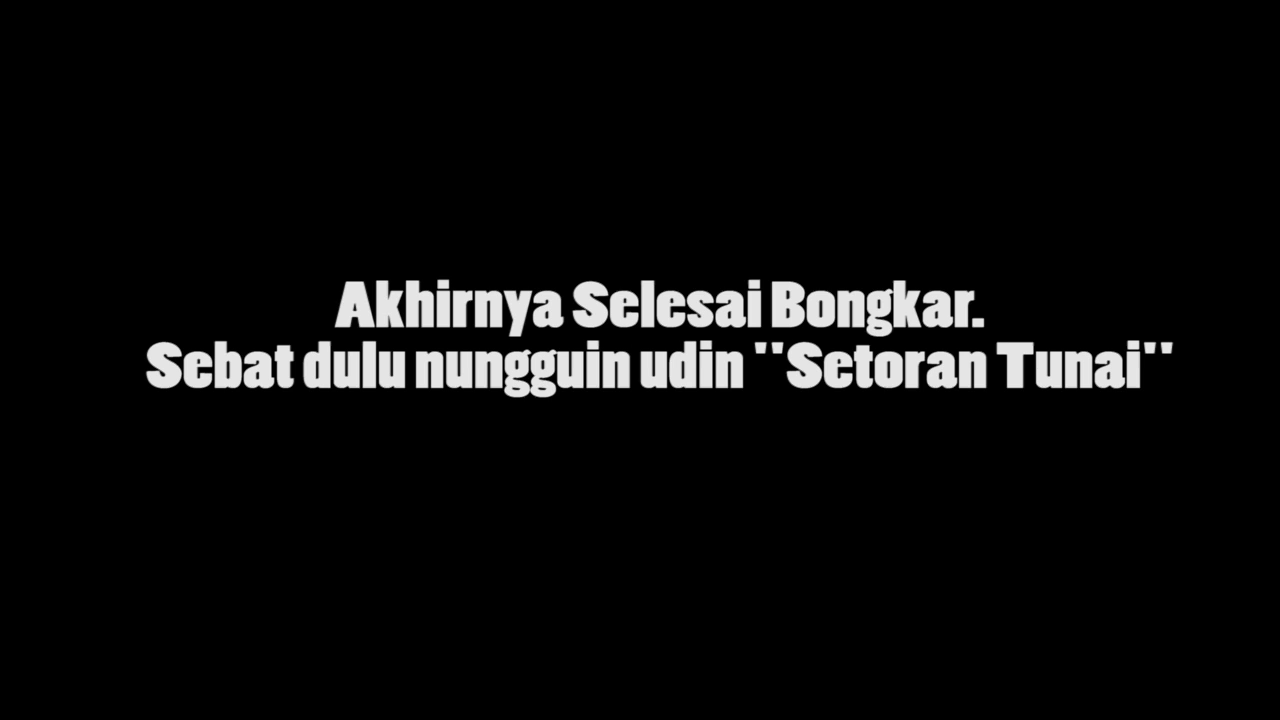 Akhirnya Selesai Bongkar.
Sebat dulu nungguin udin "Setoran Tunai"